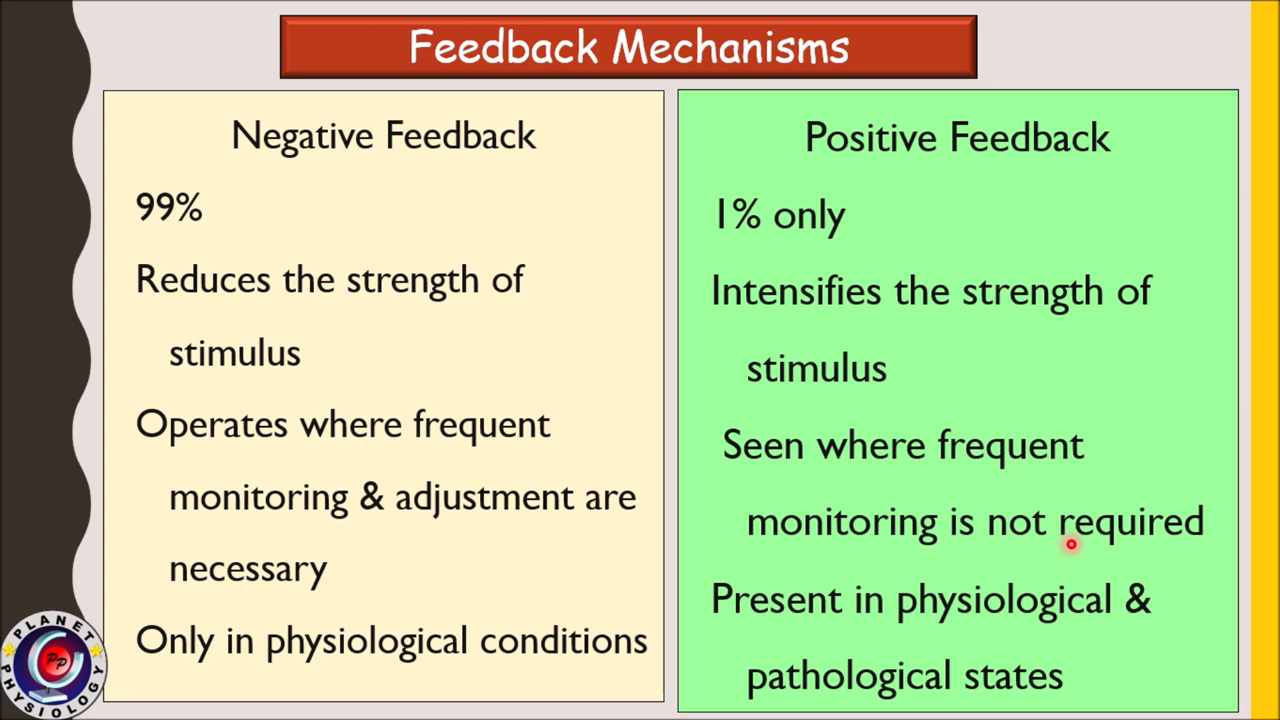 Feedback Mechanisms
Negative Feedback
99%
Reduces the strength of
stimulus
Operates where frequent
monitoring & adjustment are
necessary
Only in physiological conditions
Positive Feedback
1% only
Intensifies the strength of
stimulus
Seen where frequent
monitoring is not required
Present in physiological &
pathological states
PLANET
PP
PHYSIOLOGY